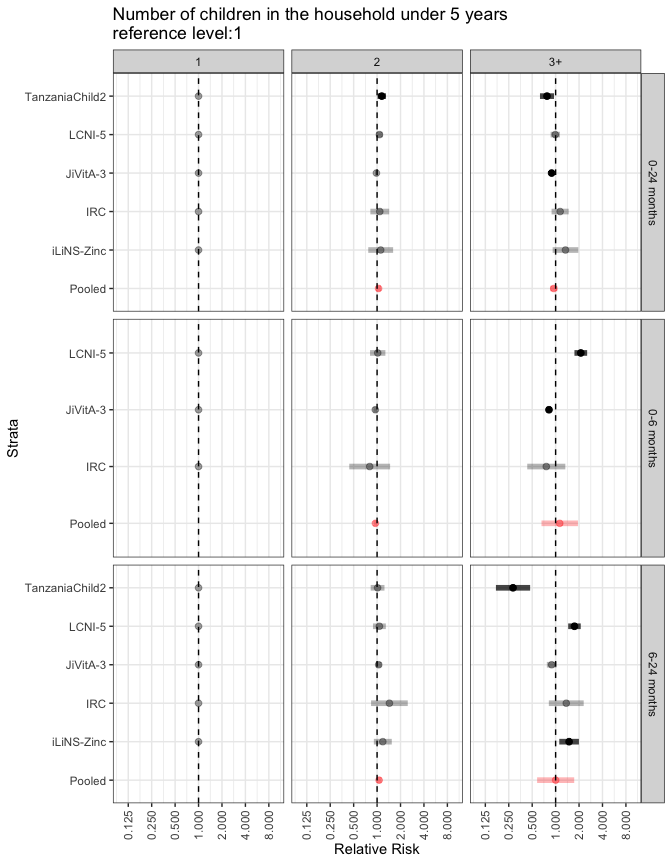 Number of children in the household under 5 years
reference level:1
1
2
3+
TanzaniaChild2
LCNI-5
JiVitA-3
IRC
iLiNS-Zinc
Pooled
0-24 months
LCNI-5
JiVitA-3
IRC
Pooled
0-6 months
TanzaniaChild2
LCNI-5
JiVitA-3
IRC
iLiNS-Zinc
Pooled
6-24 months
Strata
0.125 0.250 0.500 1.000 2.000 4.000 8.000
0.125 0.250 0.500 1.000 2.000 4.000 8.000
0.125 0.250 0.500 1.000 2.000 4.000 8.000
Relative Risk